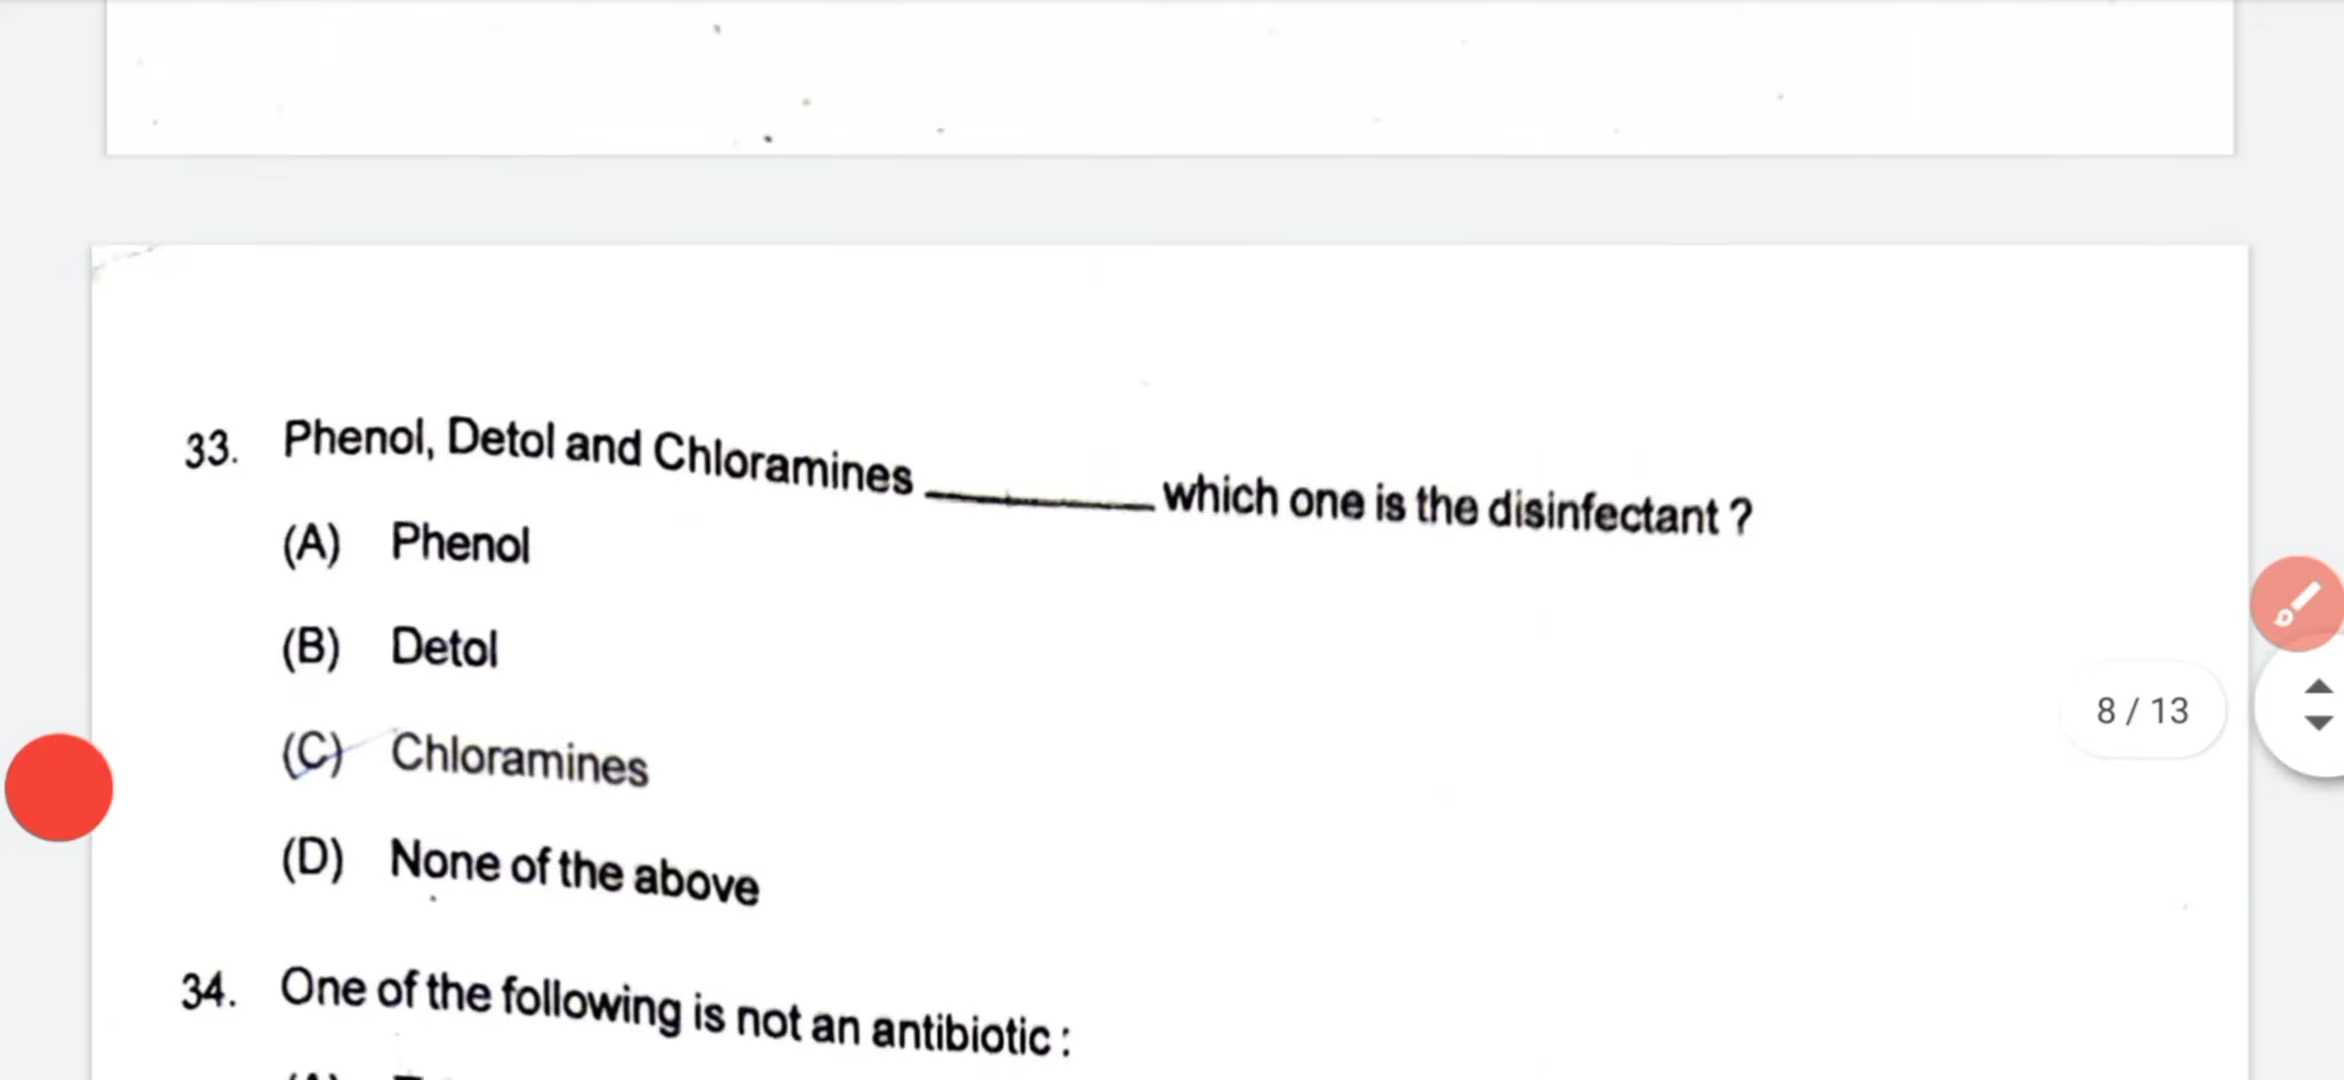 33. Phenol, Detol and Chloramines ________ which one is the disinfectant ?
(A) Phenol
(B) Detol
8 / 13
(C) Chloramines
(D) None of the above
34. One of the following is not an antibiotic :